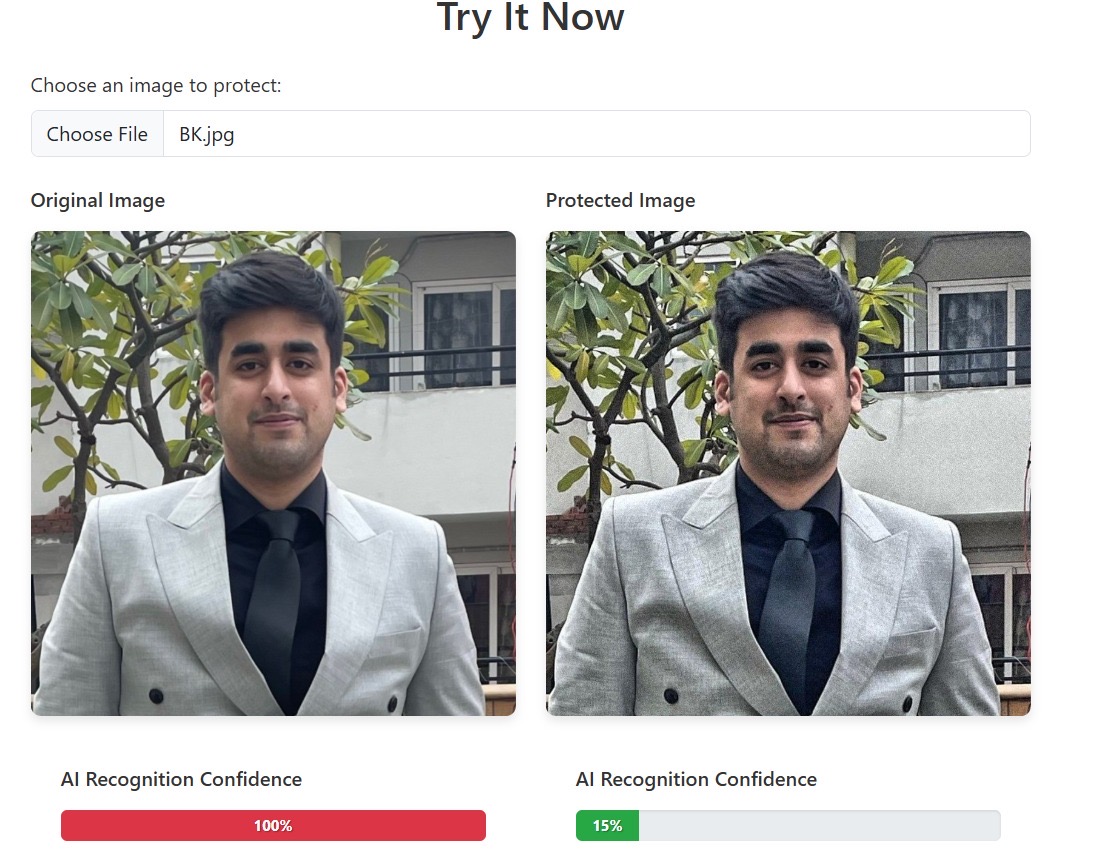 Try It Now
Choose an image to protect:
Choose File BK.jpg
Original Image Protected Image
AI Recognition Confidence AI Recognition Confidence
100% 15%